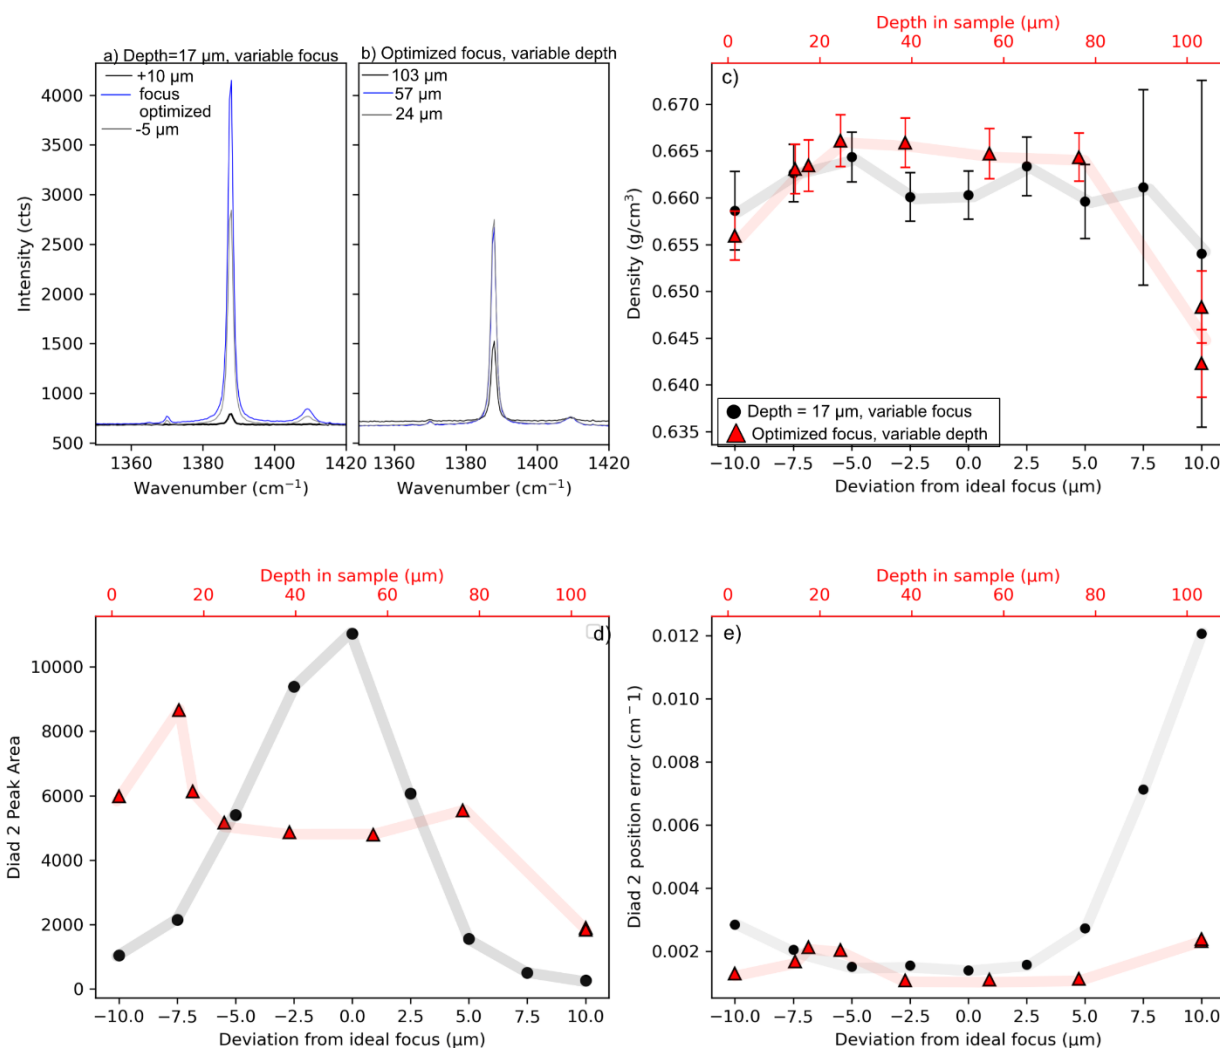 a) Depth=17 µm, variable focus
+10 µm
focus
optimized
-5 µm
4000
3500
3000
2500
2000
1500
1000
500
Intensity (cts)
1360 1380 1400 1420
Wavenumber (cm⁻¹)
b) Optimized focus, variable depth
103 µm
57 µm
24 µm
1360 1380 1400 1420
Wavenumber (cm⁻¹)
Depth in sample (µm)
0 20 40 60 80 100
c)
0.670
0.665
0.660
0.655
0.650
0.645
0.640
0.635
Density (g/cm³)
Depth = 17 µm, variable focus
Optimized focus, variable depth
−10.0 −7.5 −5.0 −2.5 0.0 2.5 5.0 7.5 10.0
Deviation from ideal focus (µm)
Depth in sample (µm)
0 20 40 60 80 100
d)
10000
8000
6000
4000
2000
0
Diad 2 Peak Area
−10.0 −7.5 −5.0 −2.5 0.0 2.5 5.0 7.5 10.0
Deviation from ideal focus (µm)
Depth in sample (µm)
0 20 40 60 80 100
e)
0.012
0.010
0.008
0.006
0.004
0.002
Diad 2 position error (cm−1)
−10.0 −7.5 −5.0 −2.5 0.0 2.5 5.0 7.5 10.0
Deviation from ideal focus (µm)